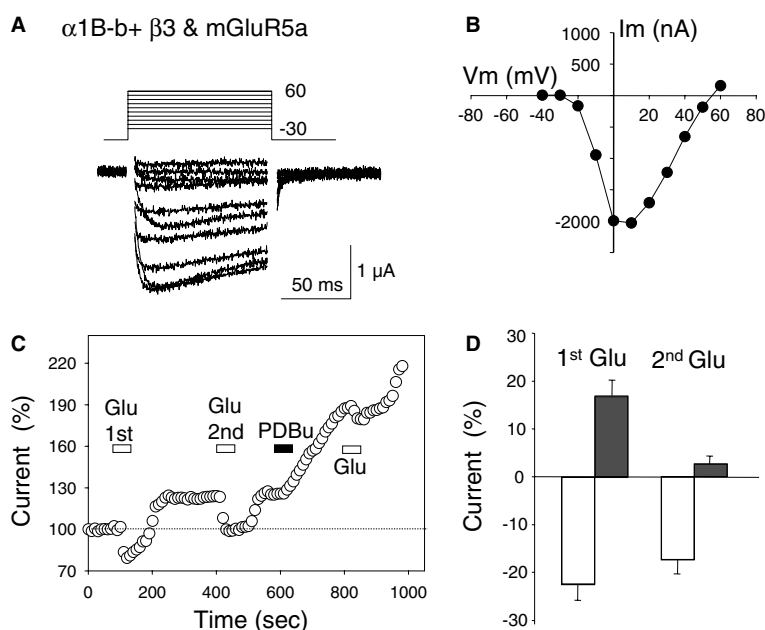 A
α1B-b+ β3 & mGluR5a
60
-30
1 µA
50 ms
B
Im (nA)
1000
500
Vm (mV)
-80 -60 -40 0 20 40 60 80
-2000
C
Current (%)
220
190
160
130
100
70
Glu
1st
Glu
2nd
PDBu
Glu
0 200 400 600 800 1000
Time (sec)
D
Current (%)
30
20
10
0
-10
-20
-30
1st Glu
2nd Glu